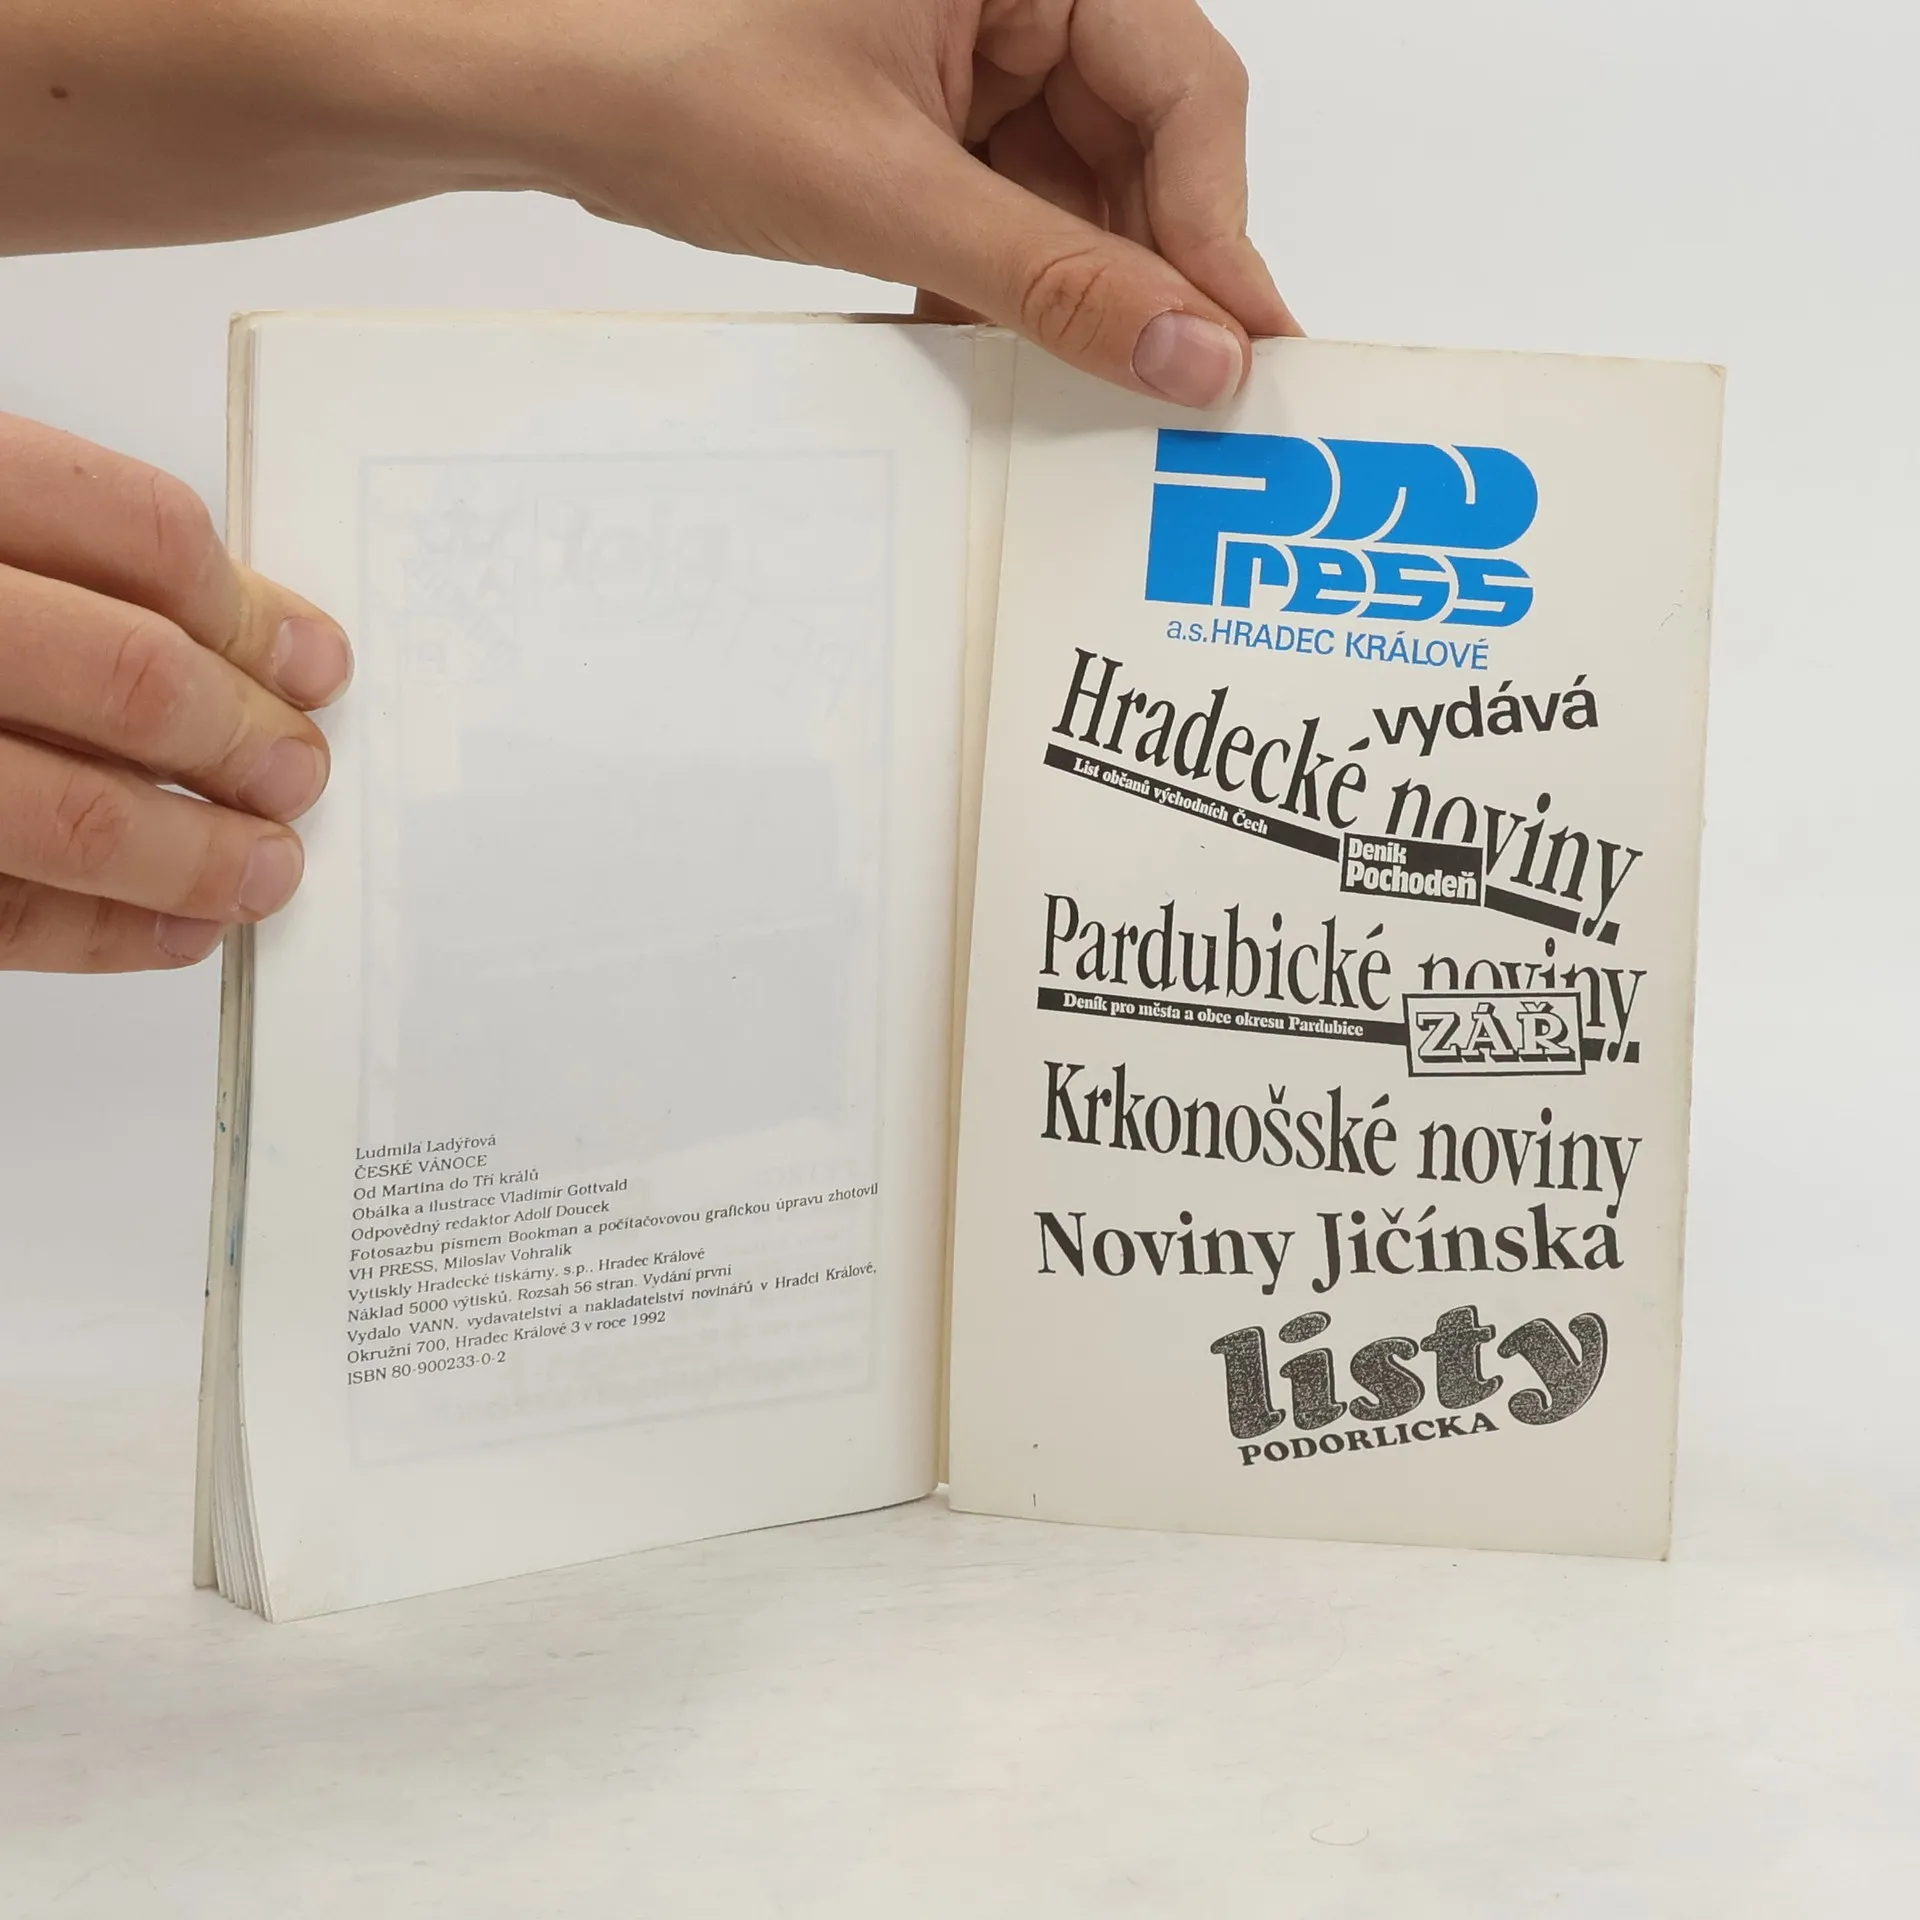 Ludmila Ladýřová
ČESKÉ VÁNOCE
Od Martina do Tří králů
Obálka a ilustrace Vladimír Gottvald
Odpovědný redaktor Adolf Doucek
Fotosazbu písmem Bookman a počítačovovou grafickou úpravu zhotovil
VH PRESS, Miloslav Vohralík
Vytiskly Hradecké tiskárny, s.p., Hradec Králové
Náklad 5000 výtisků. Rozsah 56 stran. Vydání první
Vydalo VANN, vydavatelství a nakladatelství novinářů v Hradci Králové,
Okružní 700, Hradec Králové 3 v roce 1992
ISBN 80-900233-0-2
Press
a.s. HRADEC KRÁLOVÉ
vydává
Hradecké noviny
List občanů východních Čech
Deník
Pochodeň
Pardubické noviny
Deník pro města a obce okresu Pardubice
ZÁŘ
Krkonošské noviny
Noviny Jičínska
listy
PODORLICKA